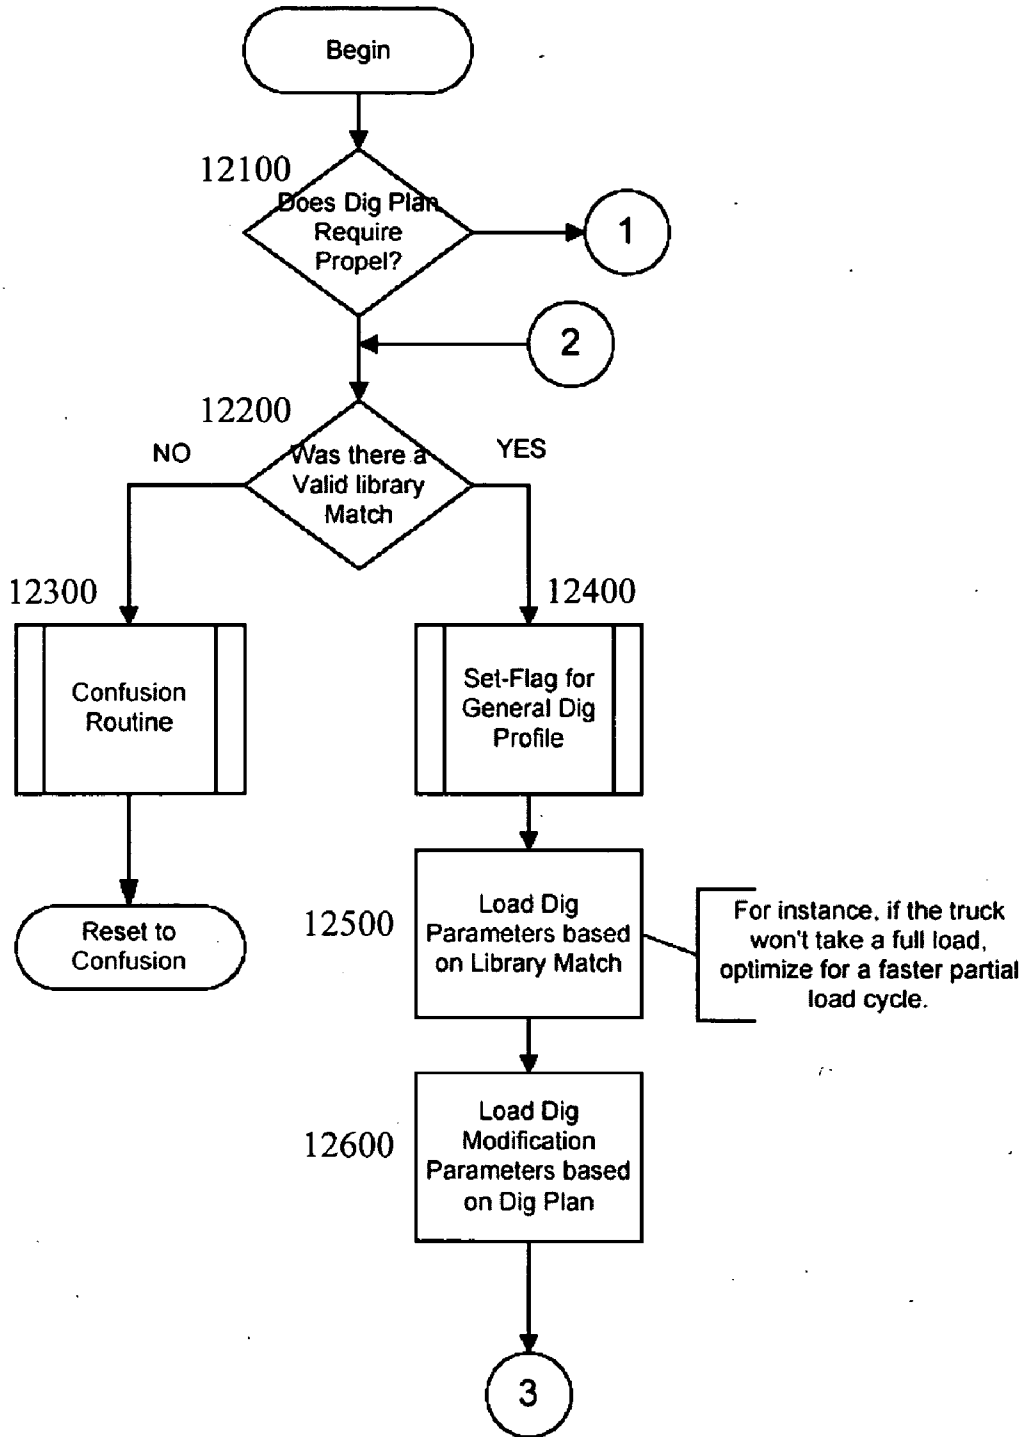 Begin
12100
Does Dig Plan
Require
Propel?
1
2
12200
NO
Was there a
Valid library
Match
YES
12300
12400
Confusion
Routine
Set-Flag for
General Dig
Profile
Reset to
Confusion
12500
Load Dig
Parameters based
on Library Match
For instance, if the truck
won't take a full load,
optimize for a faster partial
load cycle.
12600
Load Dig
Modification
Parameters based
on Dig Plan
3